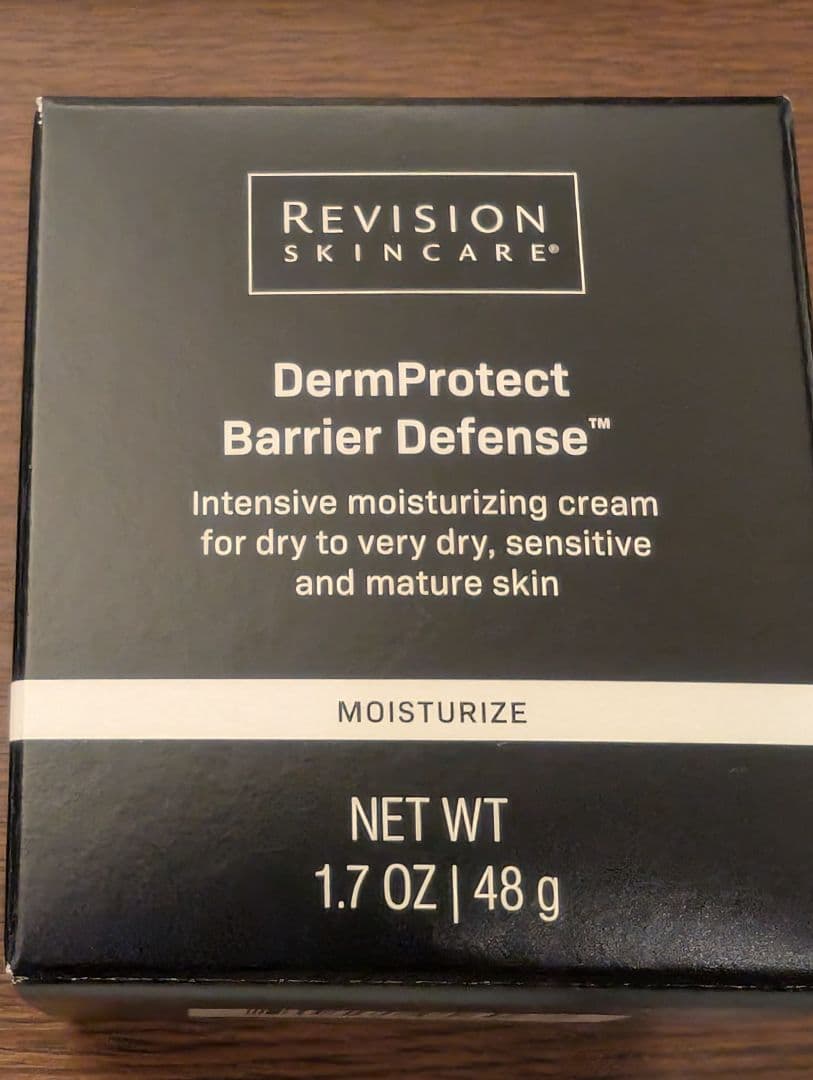 REVISION
SKINCARE®
DermProtect
Barrier Defense™
Intensive moisturizing cream
for dry to very dry, sensitive
and mature skin
MOISTURIZE
NET WT
1.7 OZ | 48 g